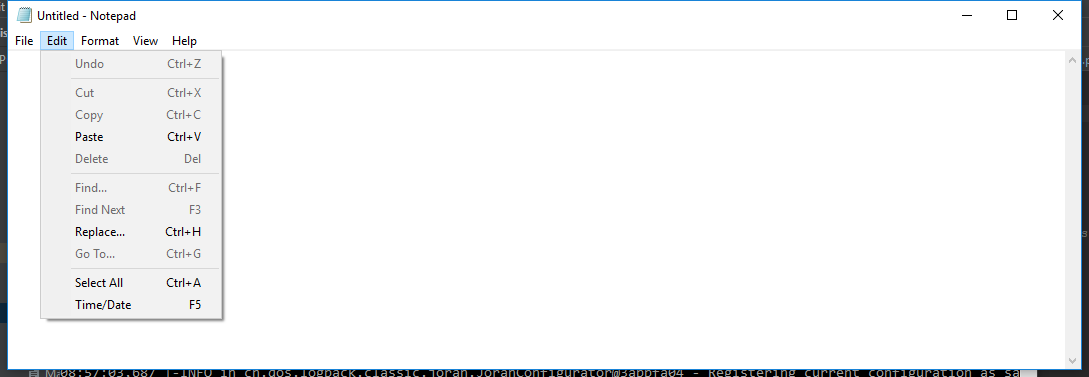 Untitled - Notepad
File Edit Format View Help
Undo Ctrl+Z
Cut Ctrl+X
Copy Ctrl+C
Paste Ctrl+V
Delete Del
Find... Ctrl+F
Find Next F3
Replace... Ctrl+H
Go To... Ctrl+G
Select All Ctrl+A
Time/Date F5
08:57:03.687 |-INFO in ch.qos.logback.classic.joran.JoranConfigurator@3abbfa04 - Registering current configuration as sa